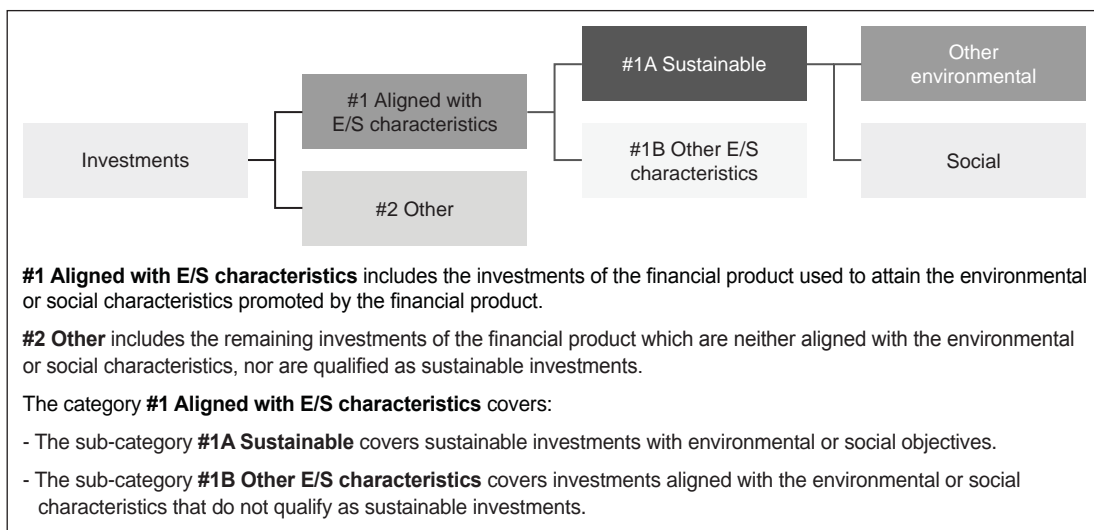 Investments
#1 Aligned with
E/S characteristics
#2 Other
#1A Sustainable
#1B Other E/S
characteristics
Other
environmental
Social
#1 Aligned with E/S characteristics includes the investments of the financial product used to attain the environmental
or social characteristics promoted by the financial product.
#2 Other includes the remaining investments of the financial product which are neither aligned with the environmental
or social characteristics, nor are qualified as sustainable investments.
The category #1 Aligned with E/S characteristics covers:
- The sub-category #1A Sustainable covers sustainable investments with environmental or social objectives.
- The sub-category #1B Other E/S characteristics covers investments aligned with the environmental or social
characteristics that do not qualify as sustainable investments.